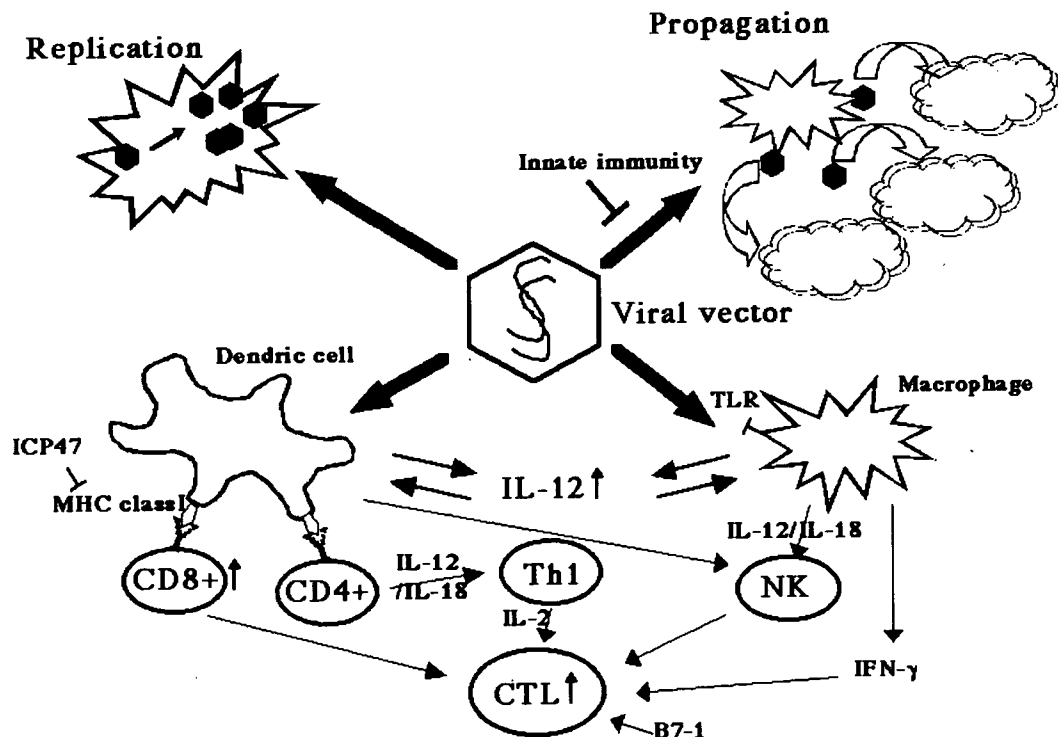 Replication
Propagation
Innate immunity
Viral vector
Dendric cell
Macrophage
TLR
ICP47
MHC classI
IL-12
IL-12/IL-18
CD8+
CD4+
IL-12
/IL-18
Th1
NK
IL-2
CTL
IFN-γ
B7-1